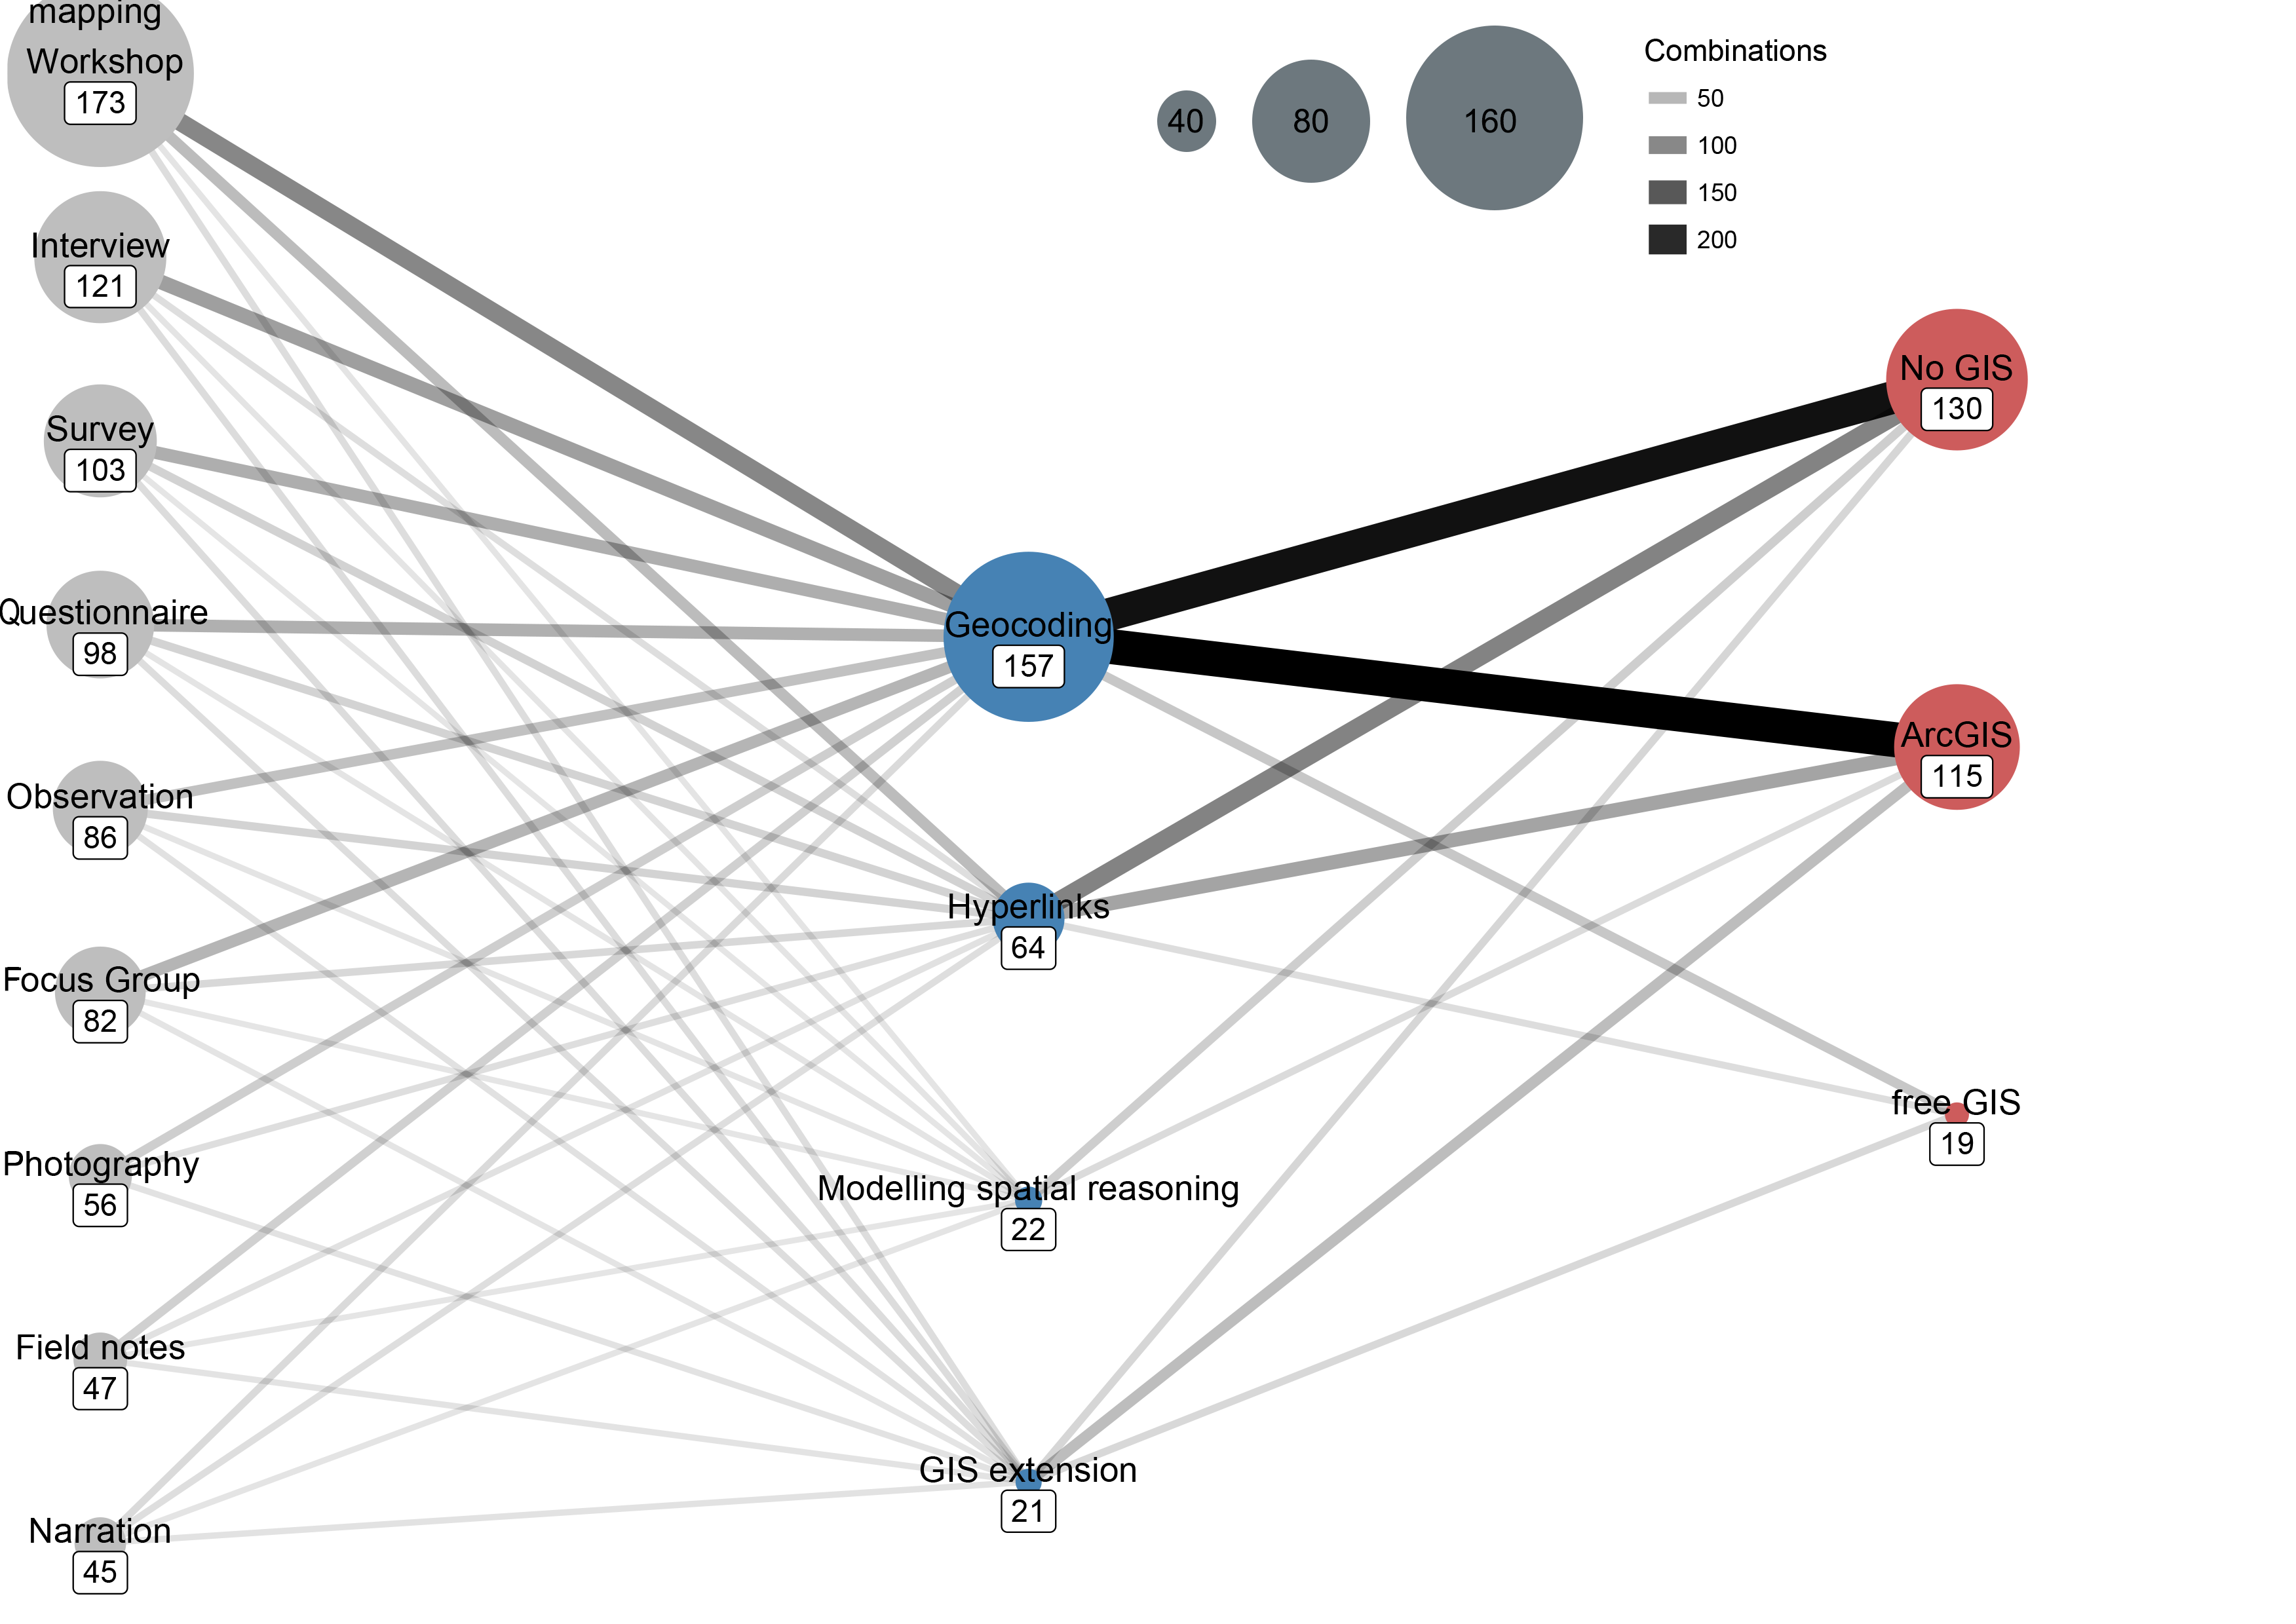 mapping
Workshop
173
Interview
121
Survey
103
Questionnaire
98
Observation
86
Focus Group
82
Photography
56
Field notes
47
Narration
45
Geocoding
157
Hyperlinks
64
Modelling spatial reasoning
22
GIS extension
21
40 80 160
Combinations
50
100
150
200
No GIS
130
ArcGIS
115
free GIS
19